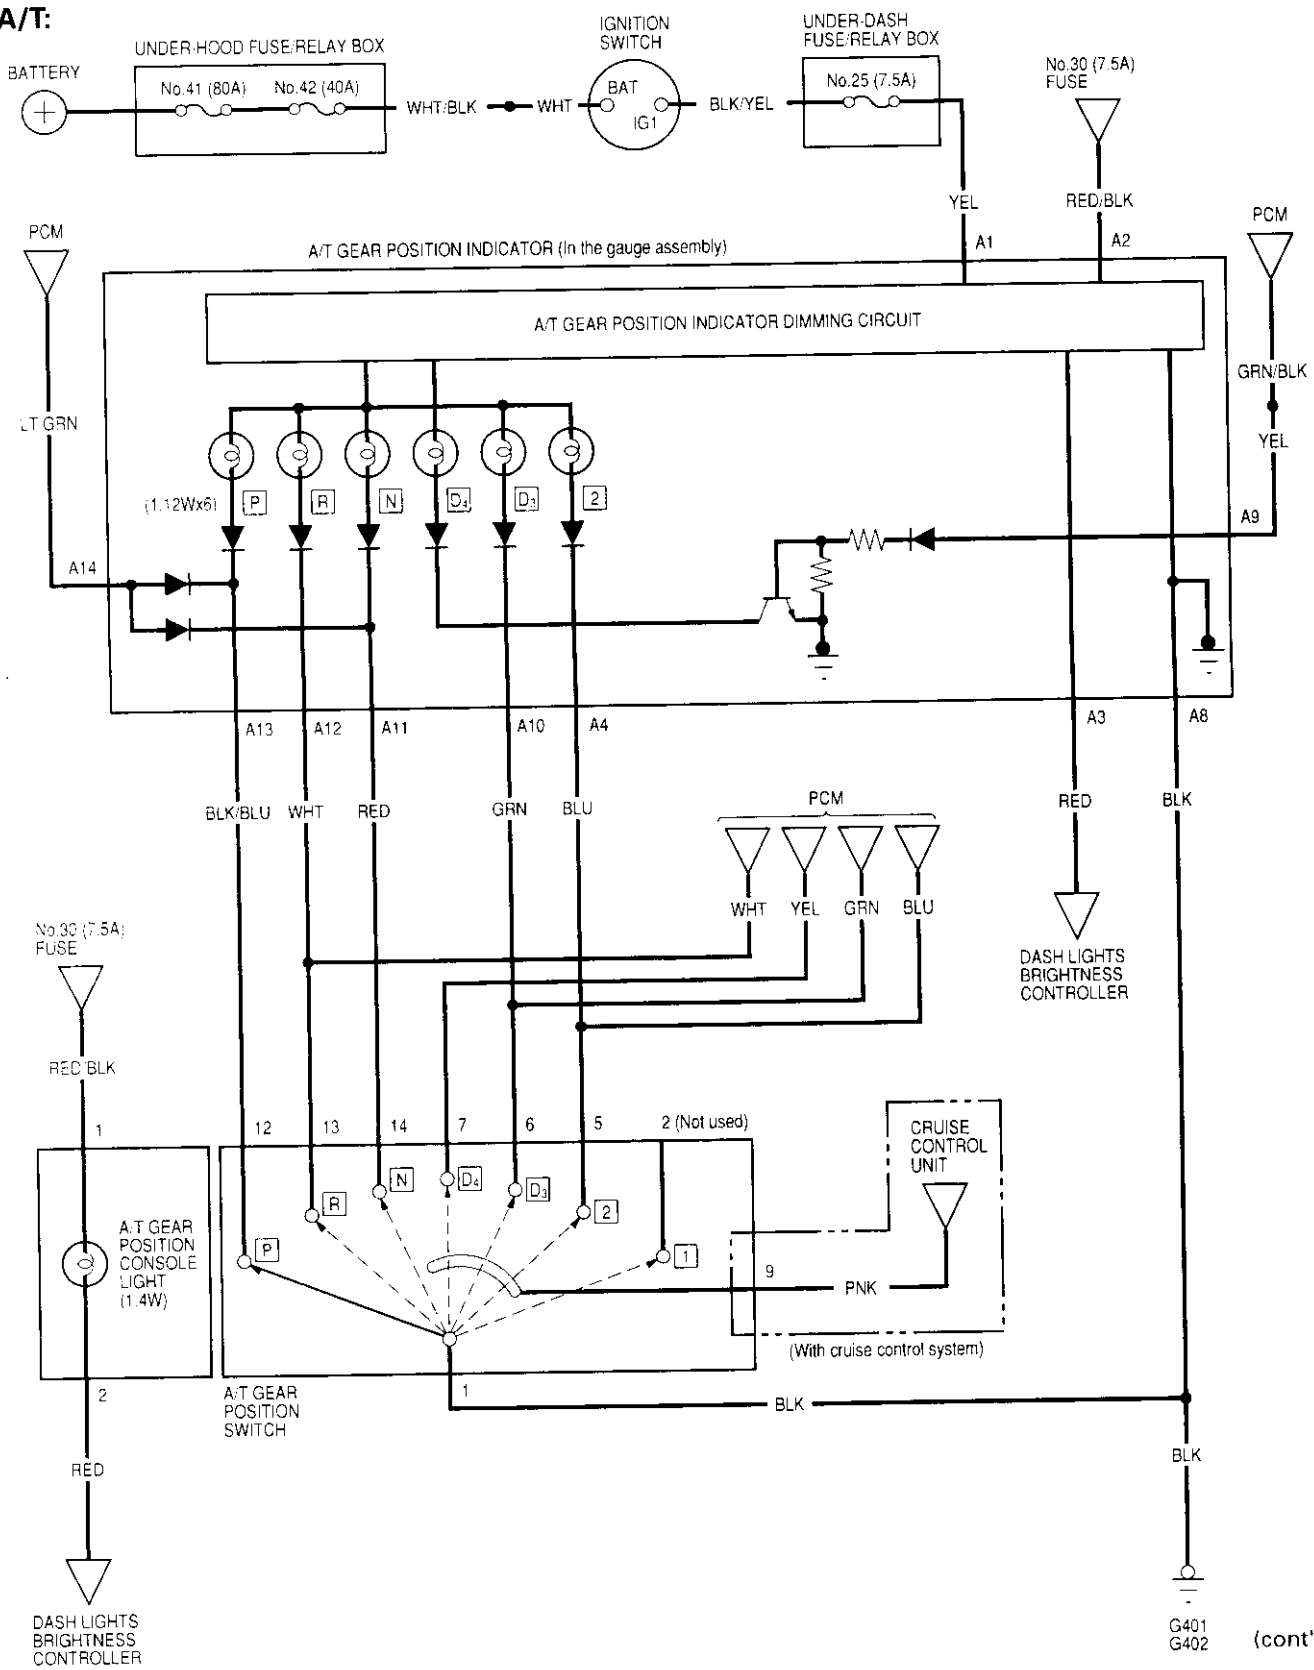 A/T:
BATTERY
UNDER-HOOD FUSE/RELAY BOX
No.41 (80A)
No.42 (40A)
WHT/BLK
WHT
IGNITION
SWITCH
BAT
IG1
BLK/YEL
UNDER-DASH
FUSE/RELAY BOX
No.25 (7.5A)
No.30 (7.5A)
FUSE
YEL
RED/BLK
PCM
PCM
A/T GEAR POSITION INDICATOR (In the gauge assembly)
A1
A2
A/T GEAR POSITION INDICATOR DIMMING CIRCUIT
LT GRN
GRN/BLK
YEL
(1.12Wx6)
P
R
N
D4
D3
2
A9
A14
A13
A12
A11
A10
A4
A3
A8
BLK/BLU
WHT
RED
GRN
BLU
PCM
RED
BLK
WHT
YEL
GRN
BLU
No.30 (7.5A)
FUSE
DASH LIGHTS
BRIGHTNESS
CONTROLLER
RED/BLK
1
12
13
14
7
6
5
2 (Not used)
CRUISE
CONTROL
UNIT
P
R
N
D4
D3
2
1
A/T GEAR
POSITION
CONSOLE
LIGHT
(1.4W)
9
PNK
(With cruise control system)
2
A/T GEAR
POSITION
SWITCH
1
BLK
RED
BLK
DASH LIGHTS
BRIGHTNESS
CONTROLLER
G401
G402
(cont'